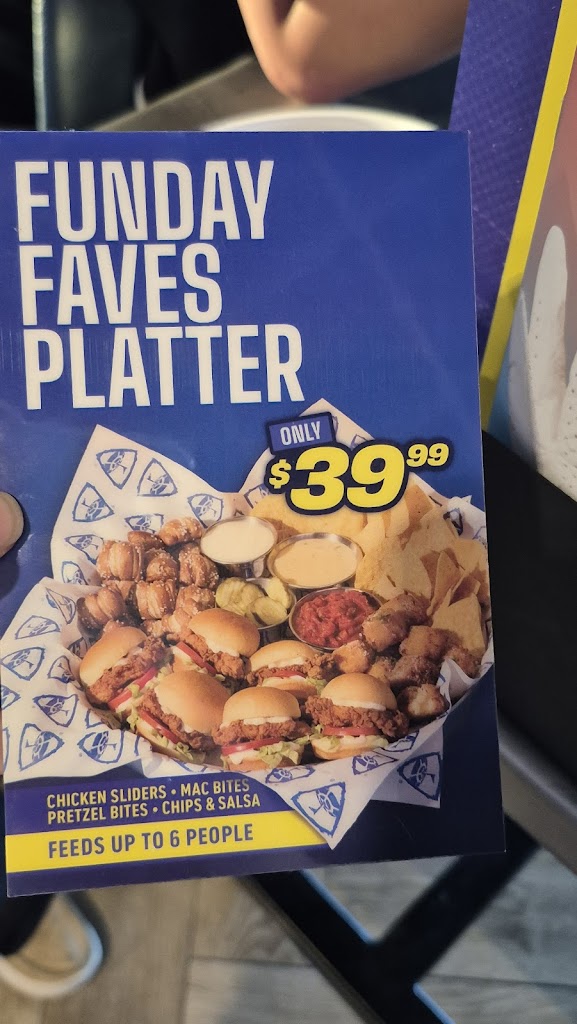 FUNDAY
FAVES
PLATTER
ONLY
$39.99
CHICKEN SLIDERS • MAC BITES
PRETZEL BITES • CHIPS & SALSA
FEEDS UP TO 6 PEOPLE